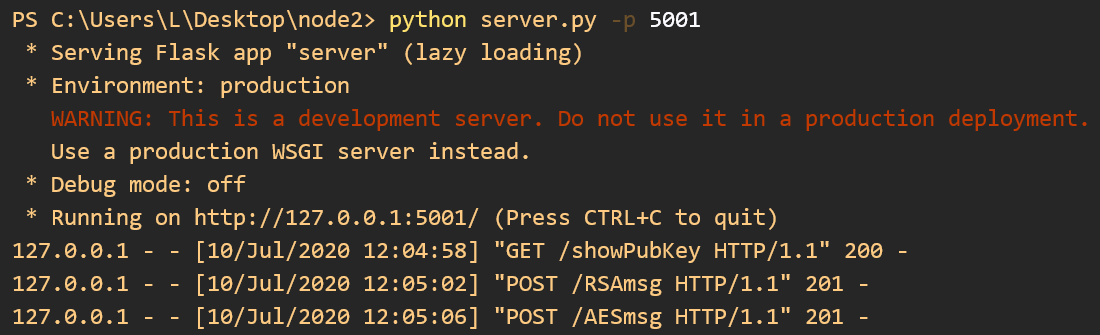 PS C:\Users\L\Desktop\node2> python server.py -p 5001
* Serving Flask app "server" (lazy loading)
* Environment: production
WARNING: This is a development server. Do not use it in a production deployment.
Use a production WSGI server instead.
* Debug mode: off
* Running on http://127.0.0.1:5001/ (Press CTRL+C to quit)
127.0.0.1 - - [10/Jul/2020 12:04:58] "GET /showPubKey HTTP/1.1" 200 -
127.0.0.1 - - [10/Jul/2020 12:05:02] "POST /RSAmsg HTTP/1.1" 201 -
127.0.0.1 - - [10/Jul/2020 12:05:06] "POST /AESmsg HTTP/1.1" 201 -